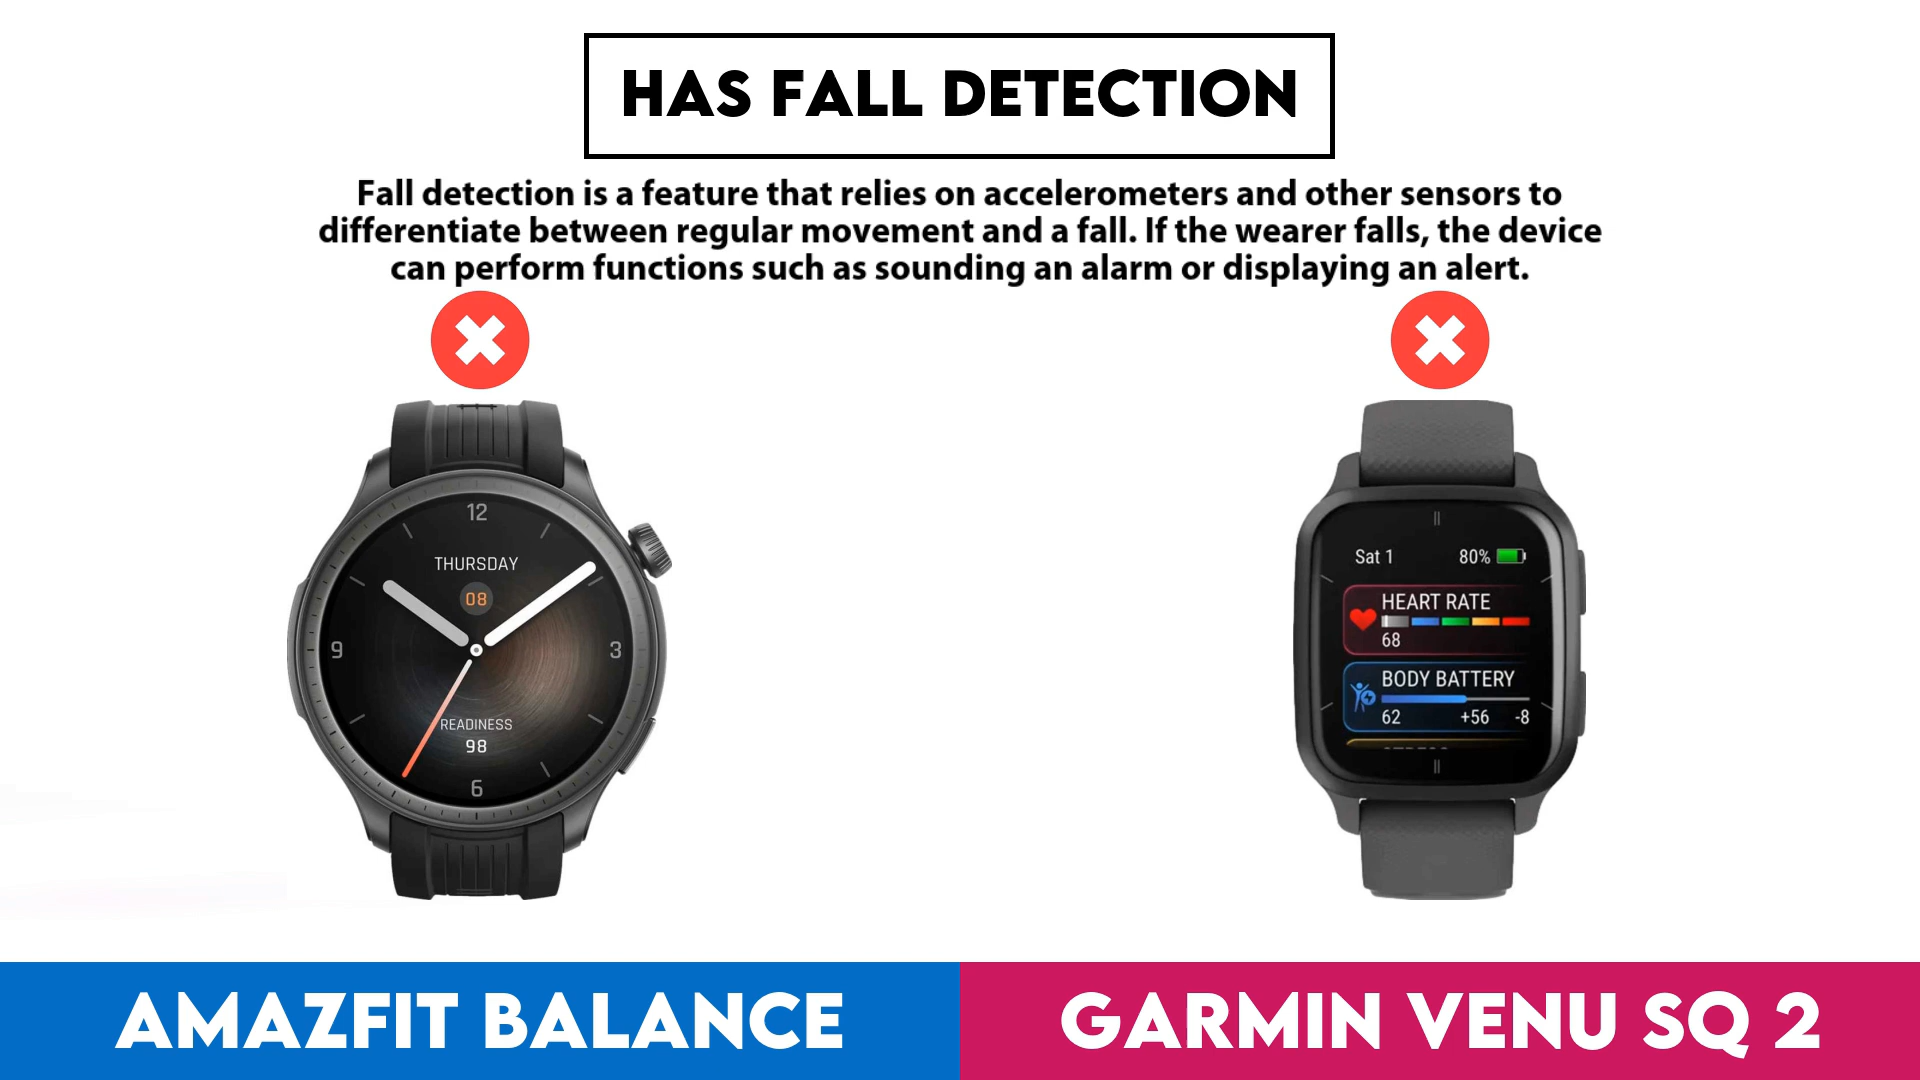 HAS FALL DETECTION
Fall detection is a feature that relies on accelerometers and other sensors to
differentiate between regular movement and a fall. If the wearer falls, the device
can perform functions such as sounding an alarm or displaying an alert.
12
THURSDAY
08
9
3
READINESS
98
6
Sat 1 80%
HEART RATE
68
BODY BATTERY
62 +56 -8
AMAZFIT BALANCE
GARMIN VENU SQ 2